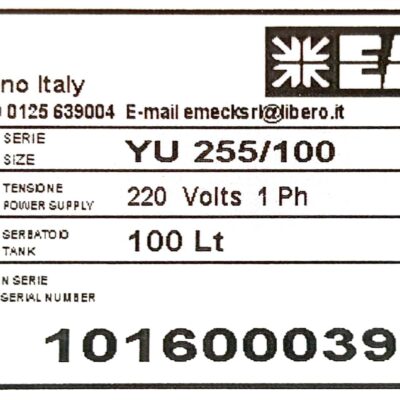 no Italy
0125 639004 E-mail emecksrl@libero.it
SERIE
SIZE
YU 255/100
TENSIONE
POWER SUPPLY
220 Volts 1 Ph
SERBATOIO
TANK
100 Lt
N SERIE
SERIAL NUMBER
101600039